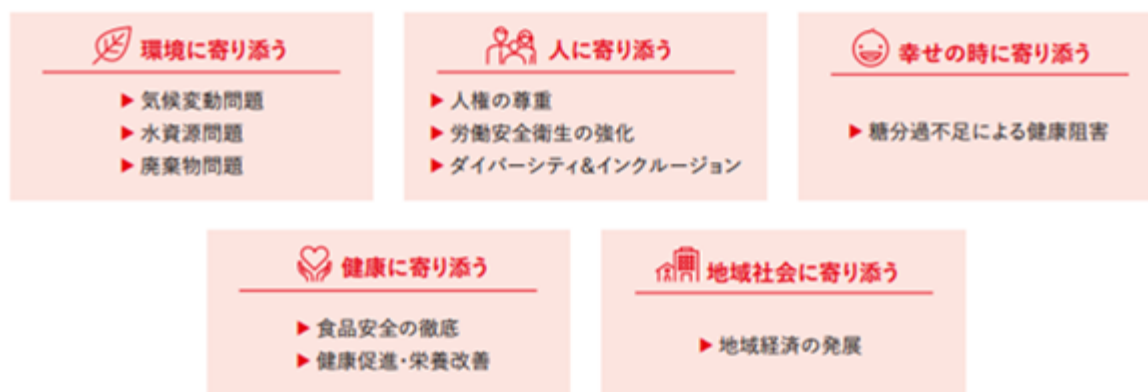 環境に寄り添う
▶気候変動問題
▶水資源問題
▶廃棄物問題
人に寄り添う
▶人権の尊重
▶労働安全衛生の強化
▶ダイバーシティ&インクルージョン
幸せの時に寄り添う
▶糖分過不足による健康阻害
健康に寄り添う
▶食品安全の徹底
▶健康促進・栄養改善
地域社会に寄り添う
▶地域経済の発展